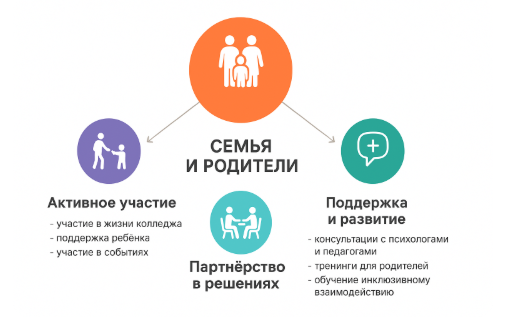 СЕМЬЯ
И РОДИТЕЛИ
Активное участие
- участие в жизни колледжа
- поддержка ребёнка
- участие в событиях
Партнёрство
в решениях
Поддержка
и развитие
- консультации с психологами
и педагогами
- тренинги для родителей
- обучение инклюзивному
взаимодействию